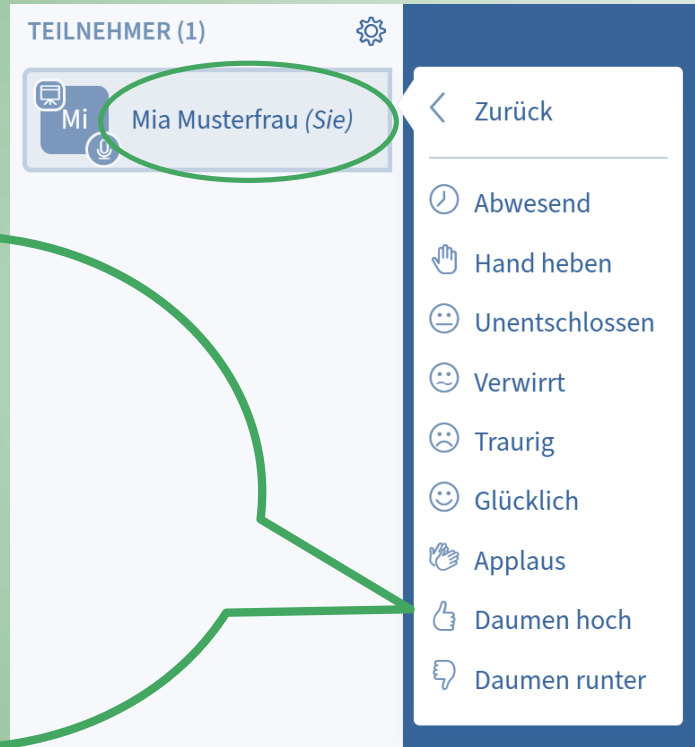 TEILNEHMER (1)
Mi
Mia Musterfrau (Sie)
Zurück
Abwesend
Hand heben
Unentschlossen
Verwirrt
Traurig
Glücklich
Applaus
Daumen hoch
Daumen runter